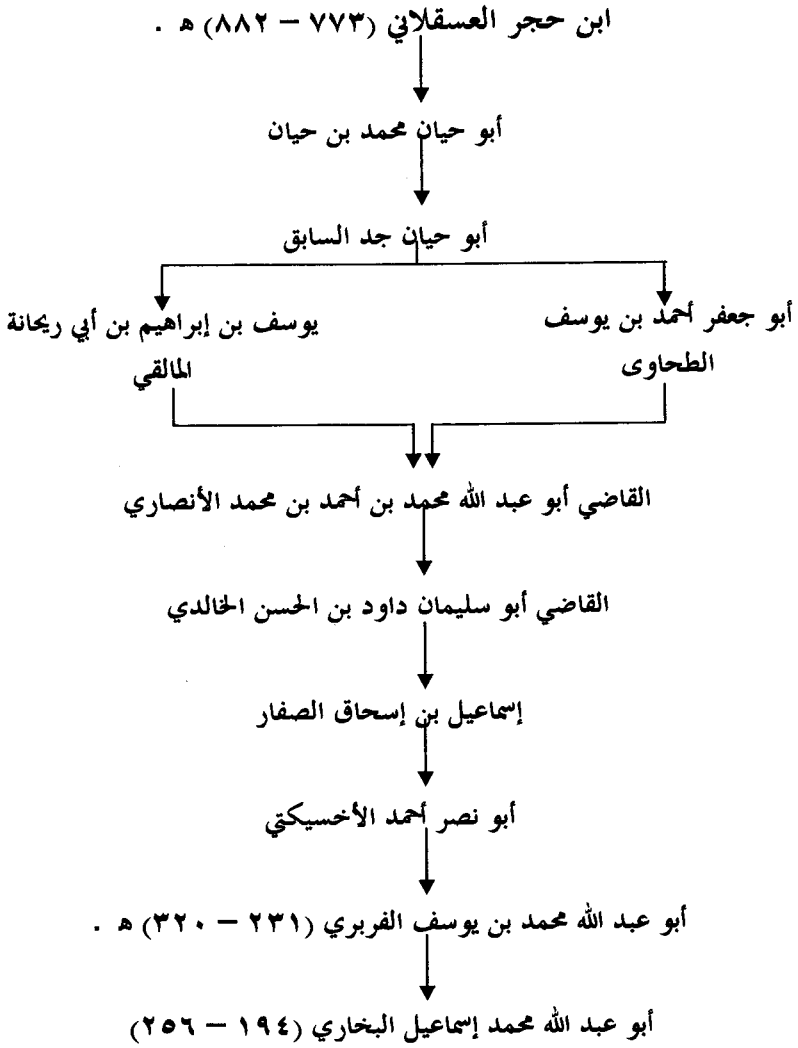 ابن حجر العسقلاني (٧٧٣ – ٨٨٢) ه .
أبو حيان محمد بن حيان
أبو حيان جد السابق
أبو جعفر أحمد بن يوسف
الطحاوى
يوسف بن إبراهيم بن أبي ريحانة
المالقي
القاضي أبو عبد الله محمد بن أحمد بن محمد الأنصاري
القاضي أبو سليمان داود بن الحسن الخالدي
إسماعيل بن إسحاق الصفار
أبو نصر أحمد الأخسيكتي
أبو عبد الله محمد بن يوسف الفربري (٢٣١ – ٣٢٠) ه .
أبو عبد الله محمد إسماعيل البخاري (١٩٤ – ٢٥٦)